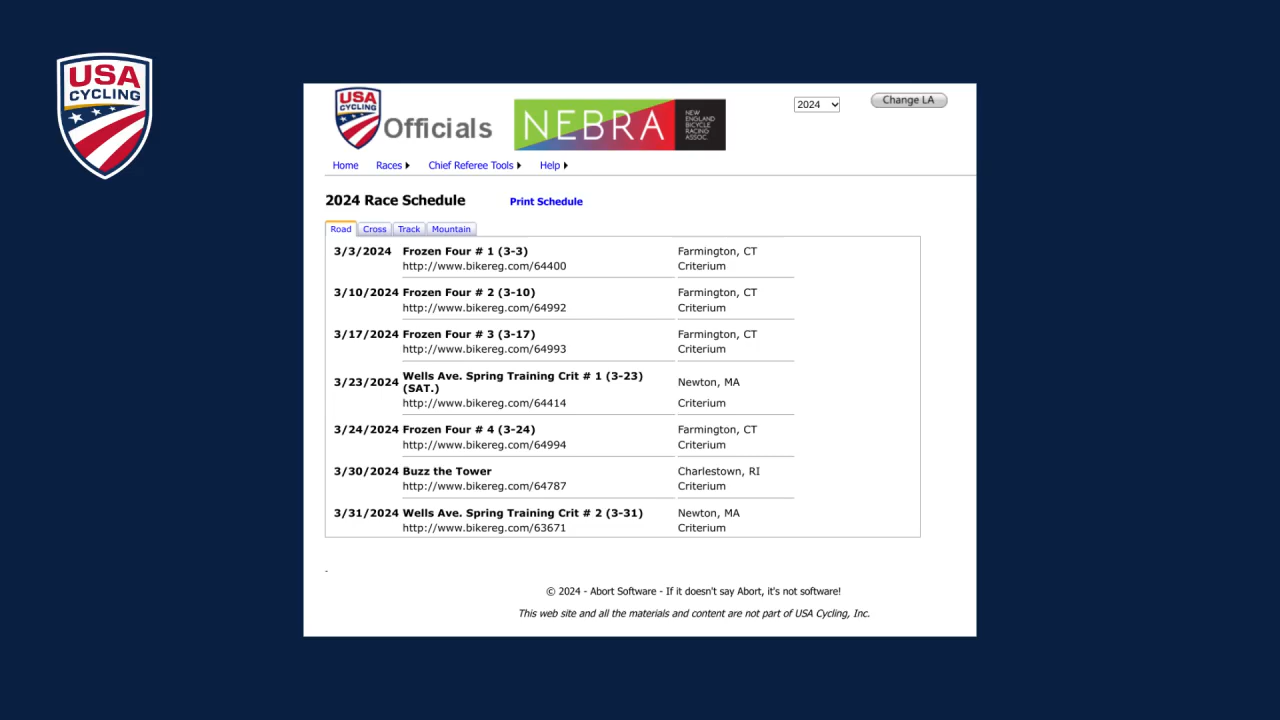 USA
CYCLING
USA
CYCLING
Officials
NEBRA
NEW
ENGLAND
BICYCLE
RACING
ASSOC.
2024
Change LA
Home Races Chief Referee Tools Help
2024 Race Schedule Print Schedule
Road Cross Track Mountain
3/3/2024 Frozen Four # 1 (3-3) Farmington, CT
http://www.bikereg.com/64400 Criterium
3/10/2024 Frozen Four # 2 (3-10) Farmington, CT
http://www.bikereg.com/64992 Criterium
3/17/2024 Frozen Four # 3 (3-17) Farmington, CT
http://www.bikereg.com/64993 Criterium
3/23/2024 Wells Ave. Spring Training Crit # 1 (3-23)
(SAT.) Newton, MA
http://www.bikereg.com/64414 Criterium
3/24/2024 Frozen Four # 4 (3-24) Farmington, CT
http://www.bikereg.com/64994 Criterium
3/30/2024 Buzz the Tower Charlestown, RI
http://www.bikereg.com/64787 Criterium
3/31/2024 Wells Ave. Spring Training Crit # 2 (3-31) Newton, MA
http://www.bikereg.com/63671 Criterium
-
© 2024 - Abort Software - If it doesn't say Abort, it's not software!
This web site and all the materials and content are not part of USA Cycling, Inc.